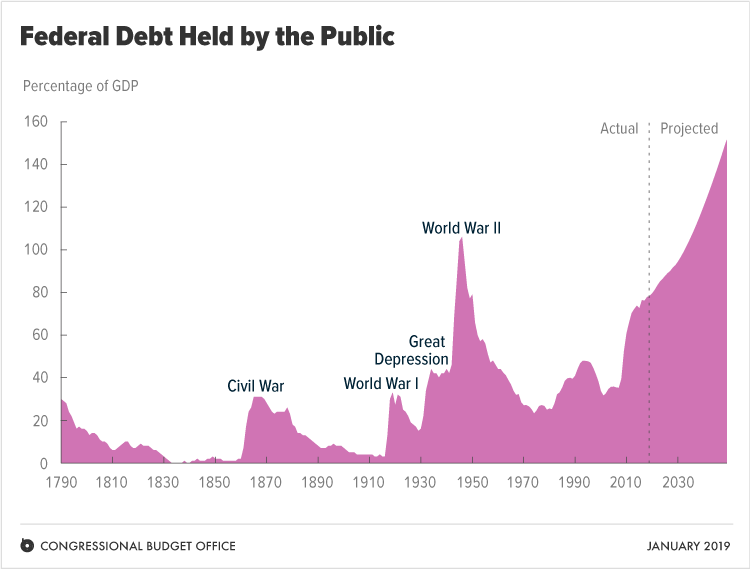 Federal Debt Held by the Public
Percentage of GDP
160
Actual
Projected
140
120
World War II
100
80
60
Great
Depression
World War I
Civil War
40
20
0
1790 1810 1830 1850 1870 1890 1910 1930 1950 1970 1990 2010 2030
CONGRESSIONAL BUDGET OFFICE
JANUARY 2019